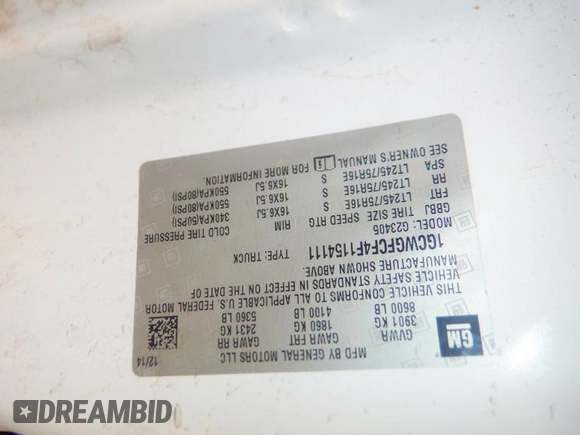 MFD BY GENERAL MOTORS LLC
12/14
GM
GVWR GAWR FRT GAWR RR
3901 KG 1860 KG 2431 KG
8600 LB 4100 LB 5360 LB
THIS VEHICLE CONFORMS TO ALL APPLICABLE U.S. FEDERAL MOTOR
VEHICLE SAFETY STANDARDS IN EFFECT ON THE DATE OF
MANUFACTURE SHOWN ABOVE.
1GCWGFCF4F1154111 TYPE: TRUCK
MODEL: G23405
GBBJ TIRE SIZE SPEED RTG RIM COLD TIRE PRESSURE
FRT LT245/75R16E S 16X6.5J 340KPA(50PSI)
RR LT245/75R16E S 16X6.5J 550KPA(80PSI)
SPA LT245/75R16E S 16X6.5J 550KPA(80PSI)
SEE OWNER'S MANUAL FOR MORE INFORMATION.
DREAMBID